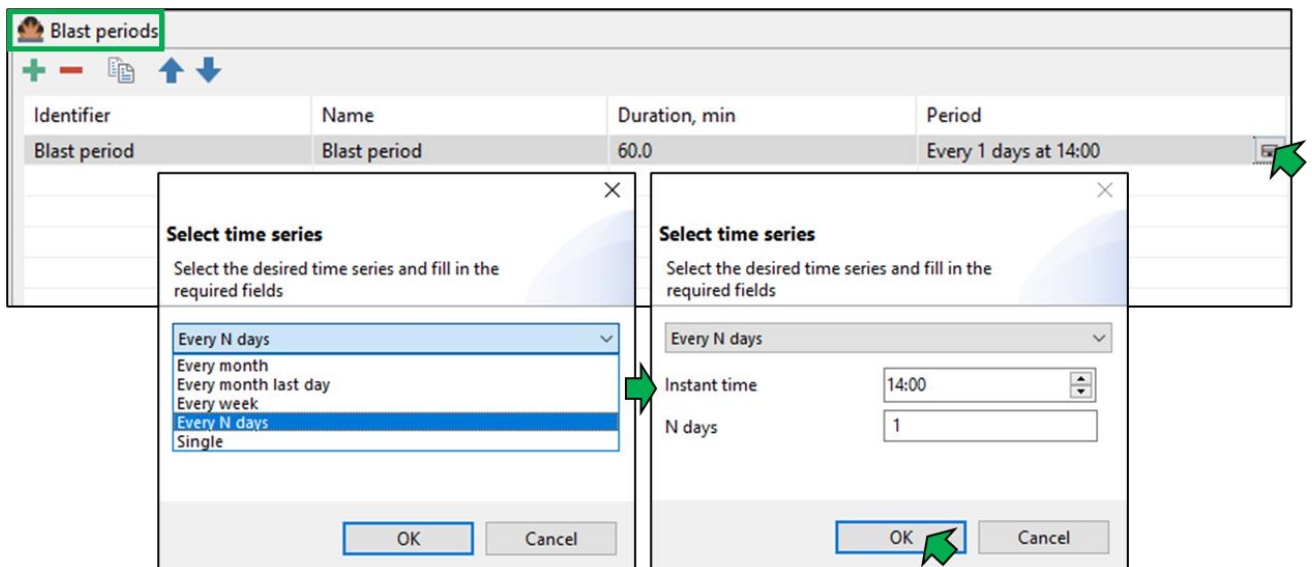 Blast periods
Identifier Name Duration, min Period
Blast period Blast period 60.0 Every 1 days at 14:00
Select time series
Select the desired time series and fill in the
required fields
Every N days
Every month
Every month last day
Every week
Every N days
Single
OK Cancel
Select time series
Select the desired time series and fill in the
required fields
Every N days
Instant time 14:00
N days 1
OK Cancel